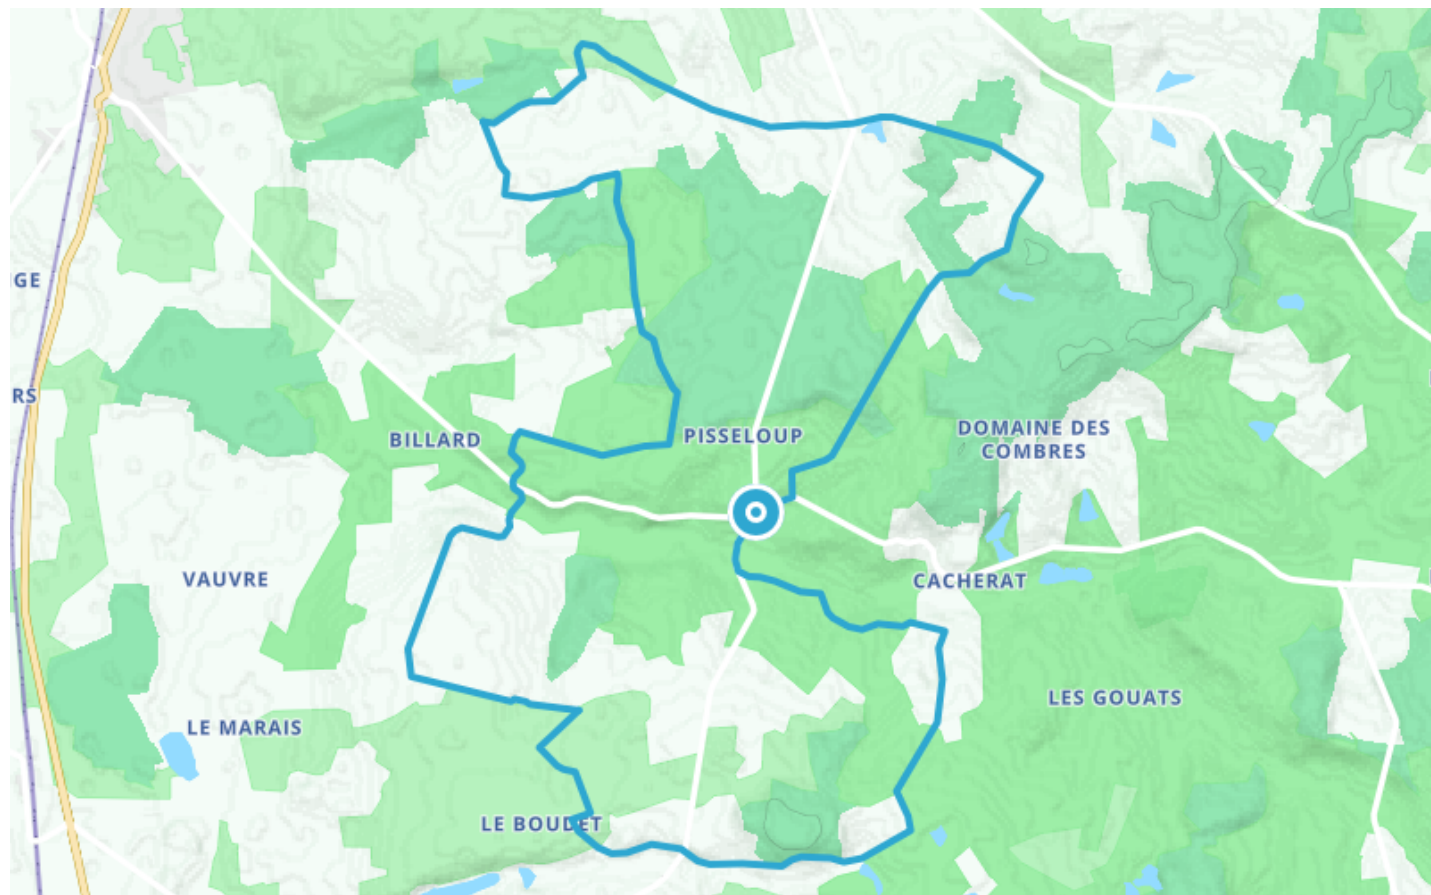 GE
RS
BILLARD
PISSELOUP
DOMAINE DES
COMBRES
VAUVRE
CACHERAT
LE MARAIS
LES GOUATS
LE BOUDET